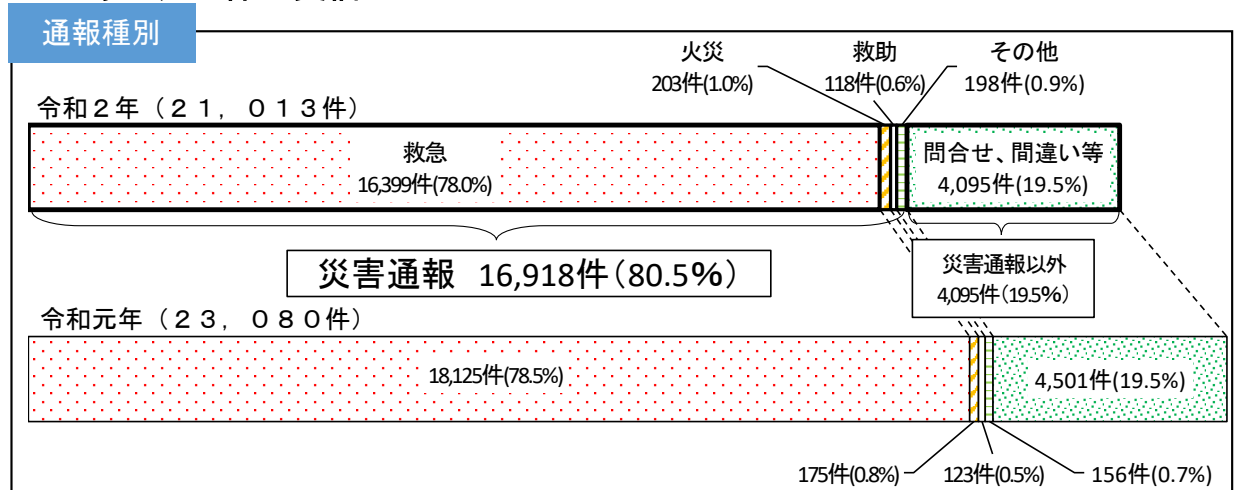 通報種別
火災
203件(1.0%)
救助
118件(0.6%)
その他
198件(0.9%)
令和２年（２１，０１３件）
救急
16,399件(78.0%)
問合せ、間違い等
4,095件(19.5%)
災害通報 16,918件(80.5%)
災害通報以外
4,095件(19.5%)
令和元年（２３，０８０件）
18,125件(78.5%)
4,501件(19.5%)
175件(0.8%)
123件(0.5%)
156件(0.7%)